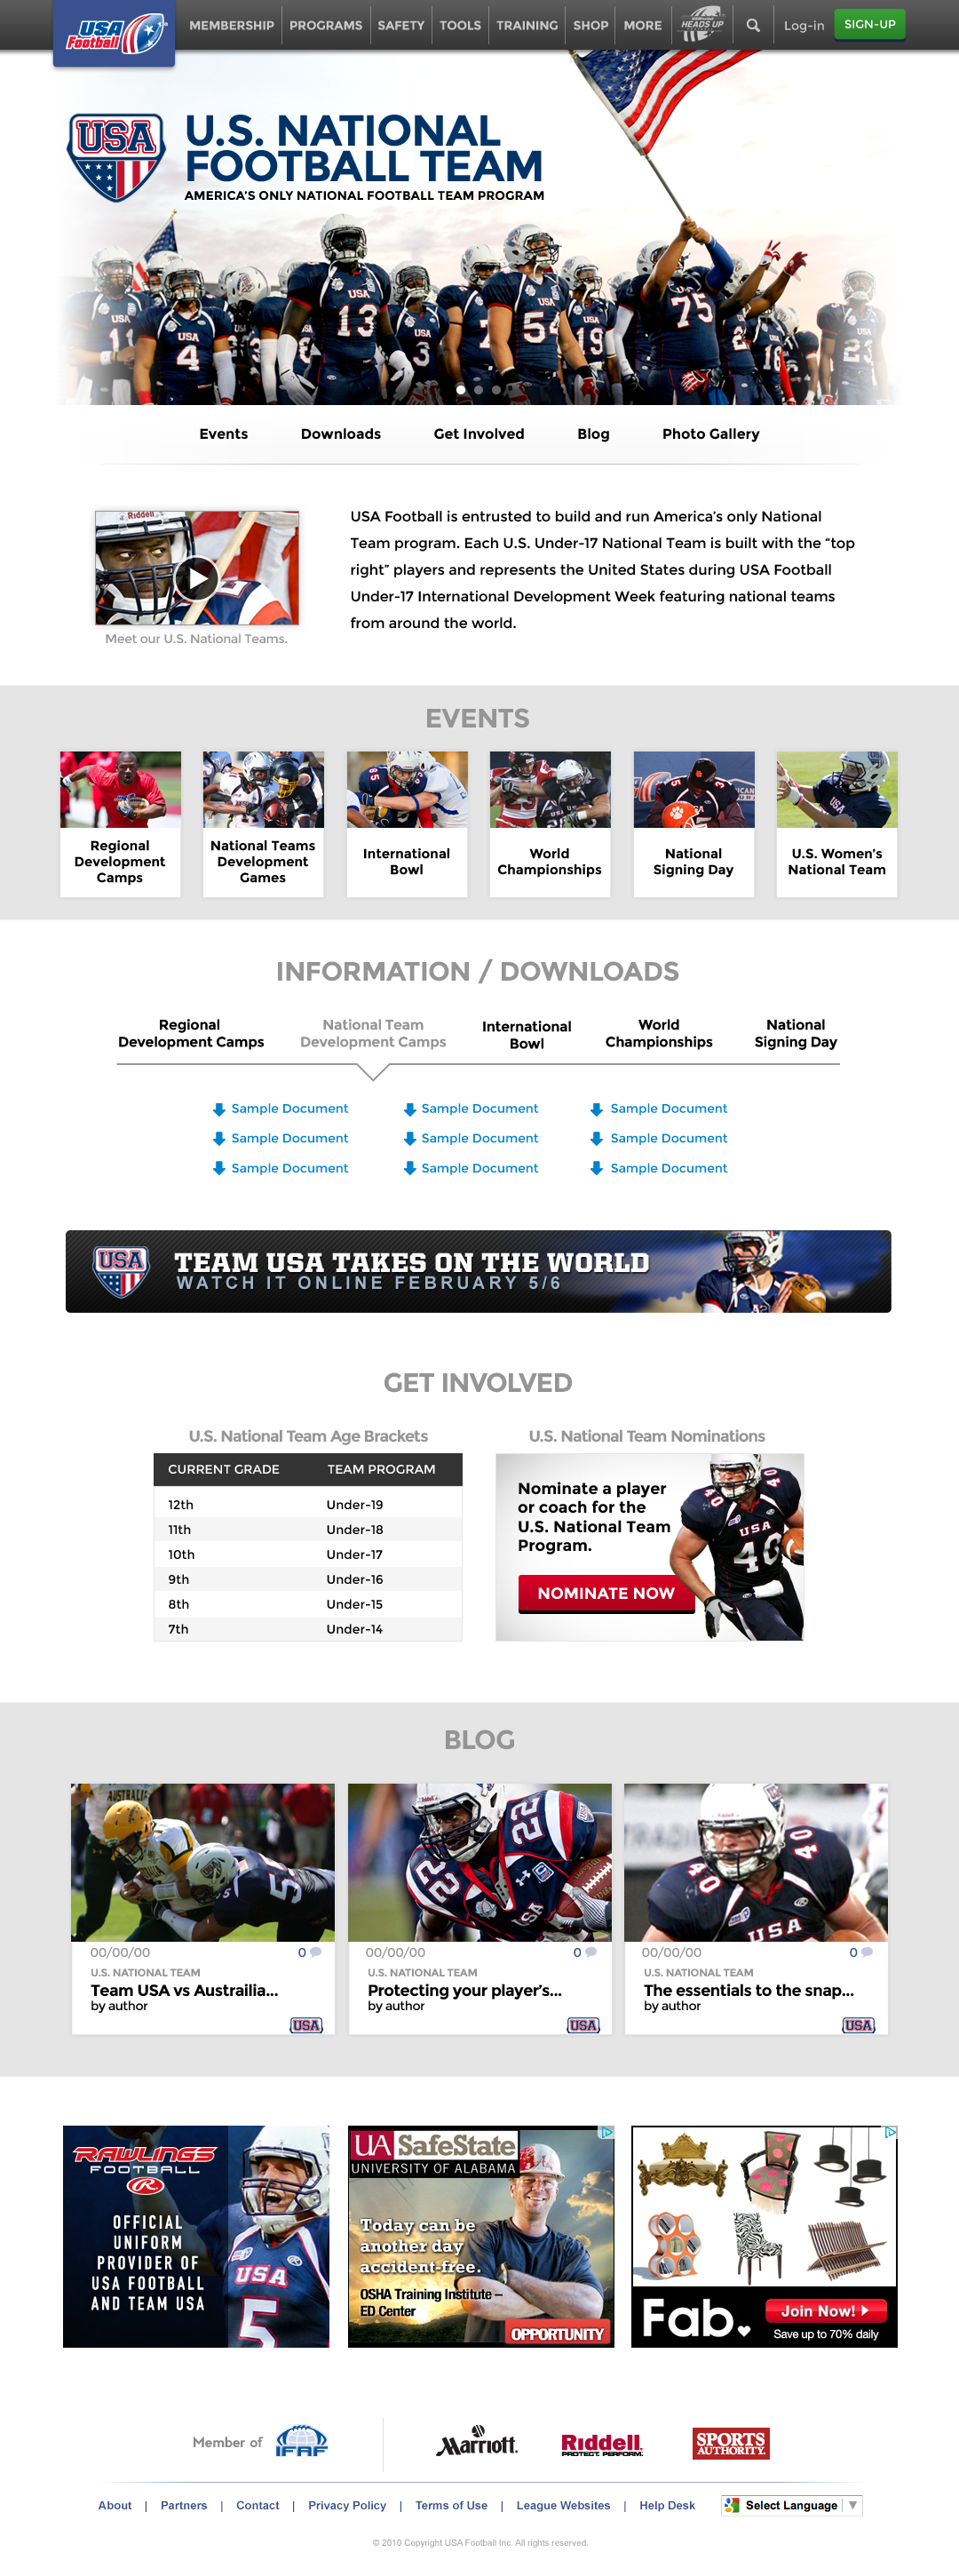 USA Football
MEMBERSHIP PROGRAMS SAFETY TOOLS TRAINING SHOP MORE HEADS UP Log-in SIGN-UP
USA
U.S. NATIONAL
FOOTBALL TEAM
AMERICA'S ONLY NATIONAL FOOTBALL TEAM PROGRAM
Events Downloads Get Involved Blog Photo Gallery
USA Football is entrusted to build and run America’s only National
Team program. Each U.S. Under-17 National Team is built with the “top
right” players and represents the United States during USA Football
Under-17 International Development Week featuring national teams
from around the world.
Meet our U.S. National Teams.
EVENTS
Regional
Development
Camps
National Teams
Development
Games
International
Bowl
World
Championships
National
Signing Day
U.S. Women’s
National Team
INFORMATION / DOWNLOADS
Regional
Development Camps
National Team
Development Camps
International
Bowl
World
Championships
National
Signing Day
Sample Document Sample Document Sample Document
Sample Document Sample Document Sample Document
Sample Document Sample Document Sample Document
USA
TEAM USA TAKES ON THE WORLD
WATCH IT ONLINE FEBRUARY 5/6
GET INVOLVED
U.S. National Team Age Brackets
CURRENT GRADE TEAM PROGRAM
12th Under-19
11th Under-18
10th Under-17
9th Under-16
8th Under-15
7th Under-14
U.S. National Team Nominations
Nominate a player
or coach for the
U.S. National Team
Program.
NOMINATE NOW
BLOG
00/00/00 0
U.S. NATIONAL TEAM
Team USA vs Austrailia...
by author
USA
00/00/00 0
U.S. NATIONAL TEAM
Protecting your player’s...
by author
USA
00/00/00 0
U.S. NATIONAL TEAM
The essentials to the snap...
by author
USA
RAWLINGS
FOOTBALL
R
OFFICIAL
UNIFORM
PROVIDER OF
USA FOOTBALL
AND TEAM USA
UA SafeState
UNIVERSITY OF ALABAMA
Today can be
another day
accident-free.
OSHA Training Institute –
ED Center
OPPORTUNITY
Fab.
Join Now!
Save up to 70% daily
Member of IFAF
Marriott.
Riddell
PROTECT. PERFORM.
SPORTS
AUTHORITY.
About | Partners | Contact | Privacy Policy | Terms of Use | League Websites | Help Desk
Select Language
© 2010 Copyright USA Football Inc. All rights reserved.